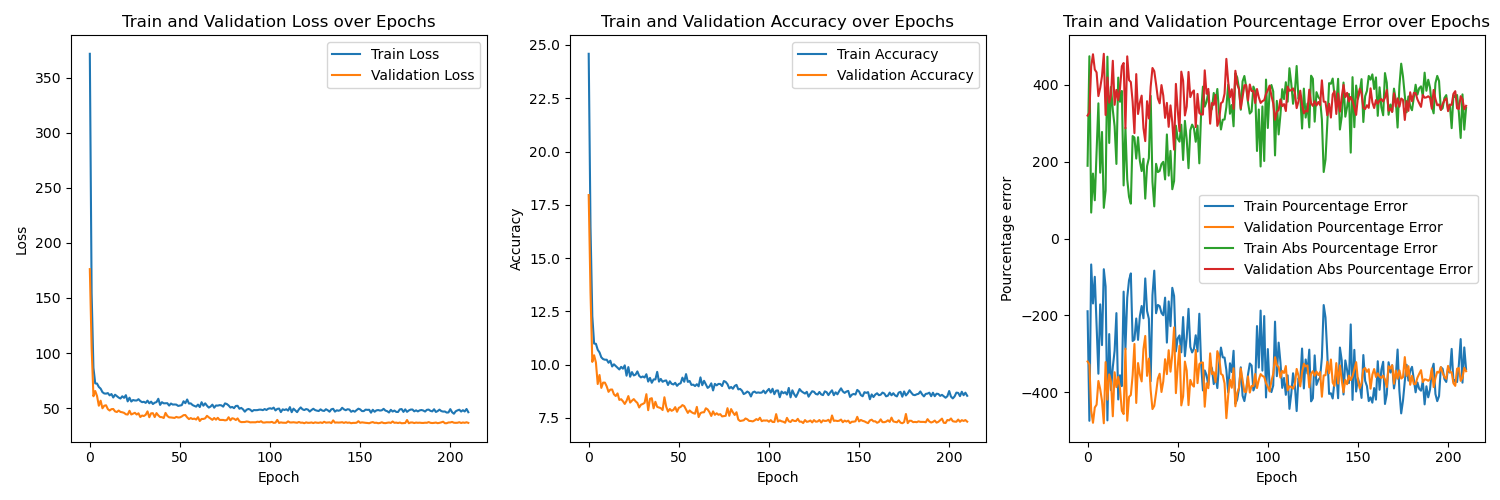 Train and Validation Loss over Epochs
Train Loss
Validation Loss
350
300
250
200
150
100
50
Loss
0
50
100
150
200
Epoch
Train and Validation Accuracy over Epochs
Train Accuracy
Validation Accuracy
25.0
22.5
20.0
17.5
15.0
12.5
10.0
7.5
Accuracy
0
50
100
150
200
Epoch
Train and Validation Pourcentage Error over Epochs
400
200
0
−200
−400
Pourcentage error
Train Pourcentage Error
Validation Pourcentage Error
Train Abs Pourcentage Error
Validation Abs Pourcentage Error
0
50
100
150
200
Epoch